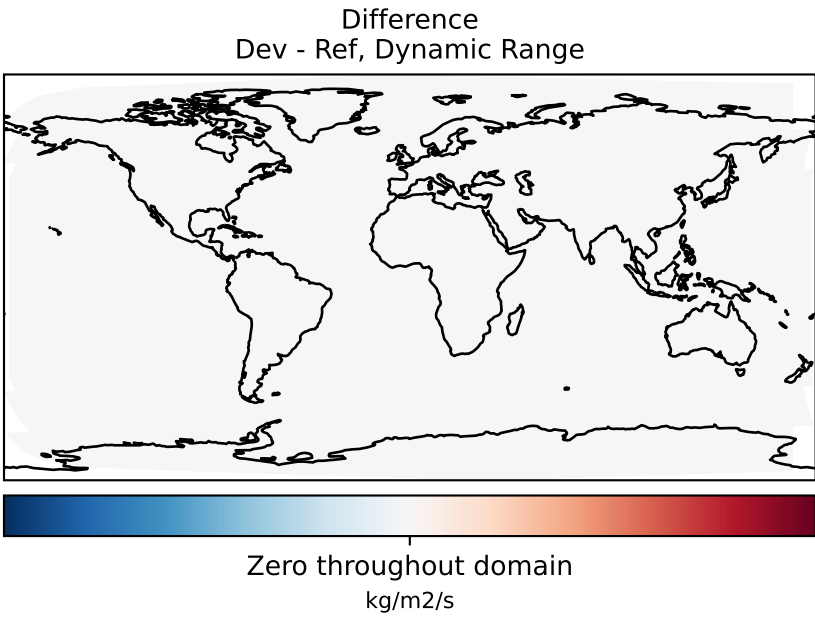 Difference
Dev - Ref, Dynamic Range
Zero throughout domain
kg/m2/s